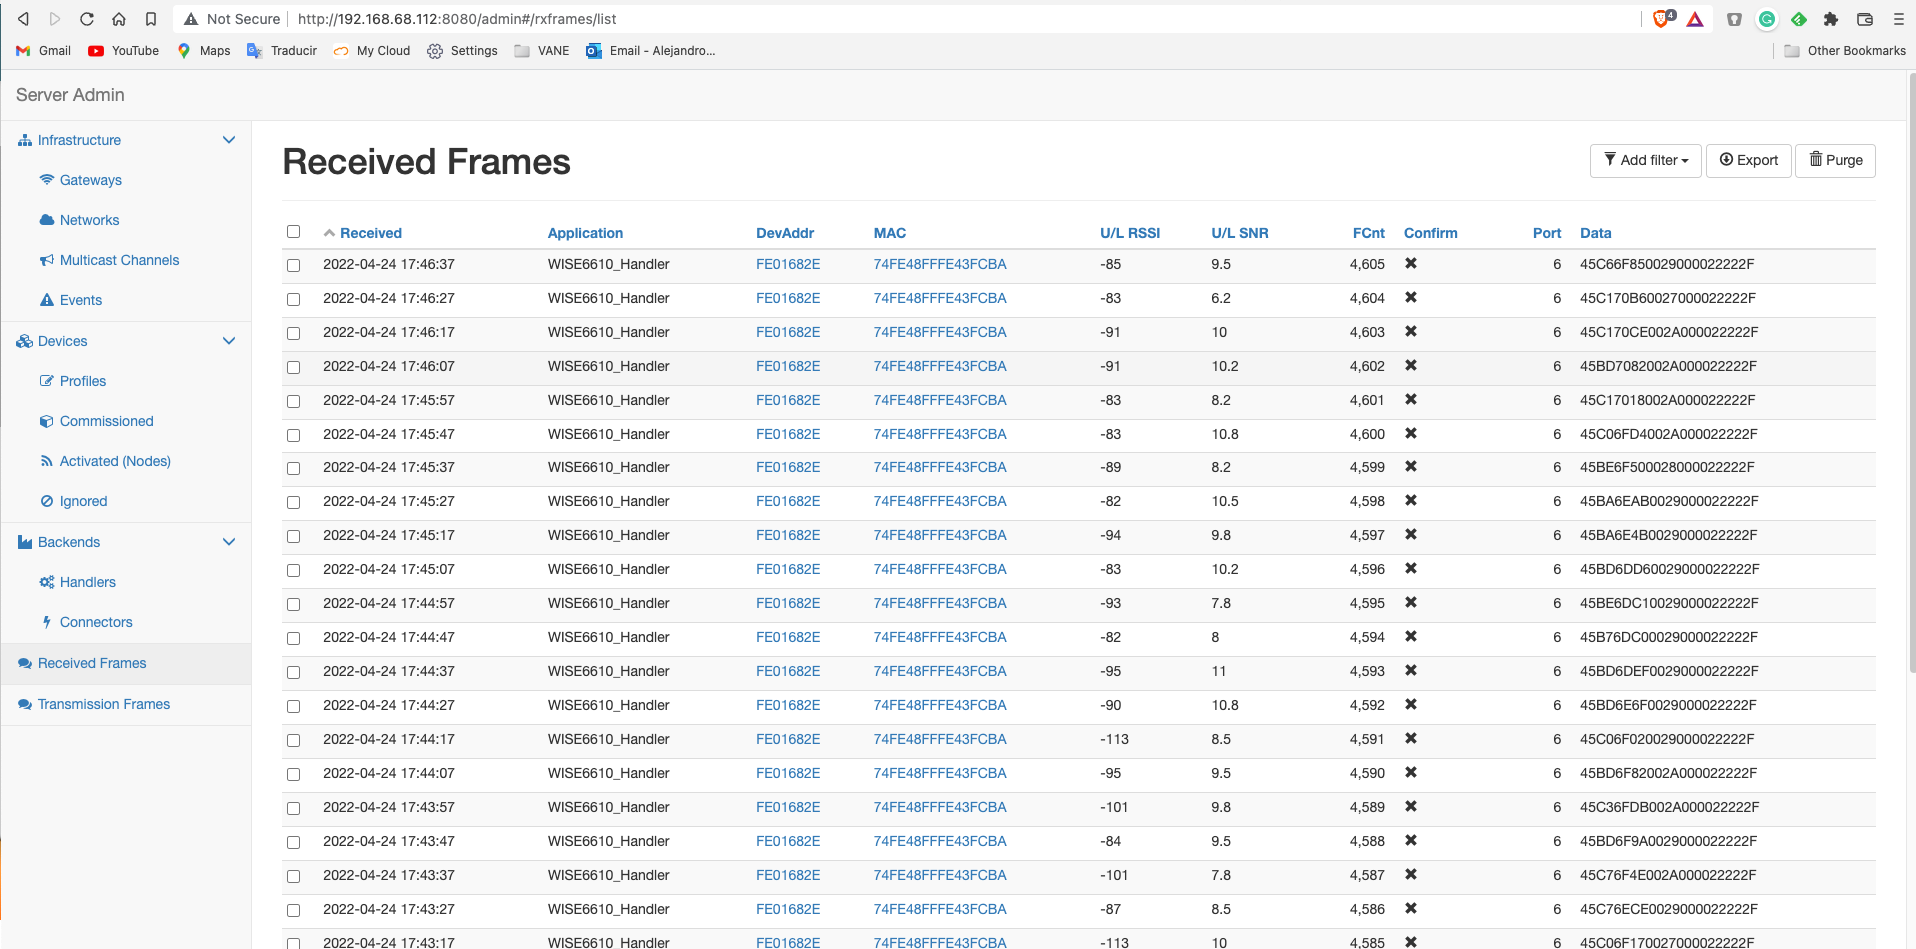 Not Secure http://192.168.68.112:8080/admin#/rxframes/list 4
Gmail YouTube Maps Traducir My Cloud Settings VANE Email - Alejandro... Other Bookmarks
Server Admin
Infrastructure
Gateways
Networks
Multicast Channels
Events
Devices
Profiles
Commissioned
Activated (Nodes)
Ignored
Backends
Handlers
Connectors
Received Frames
Transmission Frames
Received Frames
Add filter Export Purge
Received Application DevAddr MAC U/L RSSI U/L SNR FCnt Confirm Port Data
2022-04-24 17:46:37 WISE6610_Handler FE01682E 74FE48FFFE43FCBA -85 9.5 4,605 6 45C66F850029000022222F
2022-04-24 17:46:27 WISE6610_Handler FE01682E 74FE48FFFE43FCBA -83 6.2 4,604 6 45C170B60027000022222F
2022-04-24 17:46:17 WISE6610_Handler FE01682E 74FE48FFFE43FCBA -91 10 4,603 6 45C170CE002A000022222F
2022-04-24 17:46:07 WISE6610_Handler FE01682E 74FE48FFFE43FCBA -91 10.2 4,602 6 45BD7082002A000022222F
2022-04-24 17:45:57 WISE6610_Handler FE01682E 74FE48FFFE43FCBA -83 8.2 4,601 6 45C17018002A000022222F
2022-04-24 17:45:47 WISE6610_Handler FE01682E 74FE48FFFE43FCBA -83 10.8 4,600 6 45C06FD4002A000022222F
2022-04-24 17:45:37 WISE6610_Handler FE01682E 74FE48FFFE43FCBA -89 8.2 4,599 6 45BE6F500028000022222F
2022-04-24 17:45:27 WISE6610_Handler FE01682E 74FE48FFFE43FCBA -82 10.5 4,598 6 45BA6EAB0029000022222F
2022-04-24 17:45:17 WISE6610_Handler FE01682E 74FE48FFFE43FCBA -94 9.8 4,597 6 45BA6E4B0029000022222F
2022-04-24 17:45:07 WISE6610_Handler FE01682E 74FE48FFFE43FCBA -83 10.2 4,596 6 45BD6DD60029000022222F
2022-04-24 17:44:57 WISE6610_Handler FE01682E 74FE48FFFE43FCBA -93 7.8 4,595 6 45BE6DC10029000022222F
2022-04-24 17:44:47 WISE6610_Handler FE01682E 74FE48FFFE43FCBA -82 8 4,594 6 45B76DC00029000022222F
2022-04-24 17:44:37 WISE6610_Handler FE01682E 74FE48FFFE43FCBA -95 11 4,593 6 45BD6DEF0029000022222F
2022-04-24 17:44:27 WISE6610_Handler FE01682E 74FE48FFFE43FCBA -90 10.8 4,592 6 45BD6E6F0029000022222F
2022-04-24 17:44:17 WISE6610_Handler FE01682E 74FE48FFFE43FCBA -113 8.5 4,591 6 45C06F020029000022222F
2022-04-24 17:44:07 WISE6610_Handler FE01682E 74FE48FFFE43FCBA -95 9.5 4,590 6 45BD6F82002A000022222F
2022-04-24 17:43:57 WISE6610_Handler FE01682E 74FE48FFFE43FCBA -101 9.8 4,589 6 45C36FDB002A000022222F
2022-04-24 17:43:47 WISE6610_Handler FE01682E 74FE48FFFE43FCBA -84 9.5 4,588 6 45BD6F9A0029000022222F
2022-04-24 17:43:37 WISE6610_Handler FE01682E 74FE48FFFE43FCBA -101 7.8 4,587 6 45C76F4E002A000022222F
2022-04-24 17:43:27 WISE6610_Handler FE01682E 74FE48FFFE43FCBA -87 8.5 4,586 6 45C76ECE0029000022222F
2022-04-24 17:43:17 WISE6610_Handler FE01682E 74FE48FFFE43FCBA -113 10 4,585 6 45C06F170027000022222F